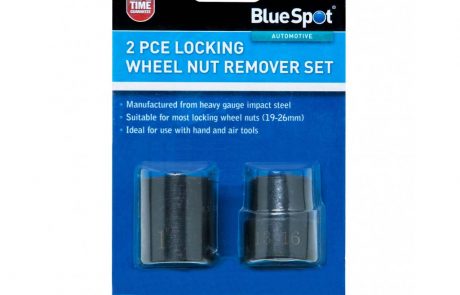 TIME
GUARANTEE
BlueSpot®
AUTOMOTIVE
2 PCE LOCKING
WHEEL NUT REMOVER SET
• Manufactured from heavy gauge impact steel
• Suitable for most locking wheel nuts (19-26mm)
• Ideal for use with hand and air tools